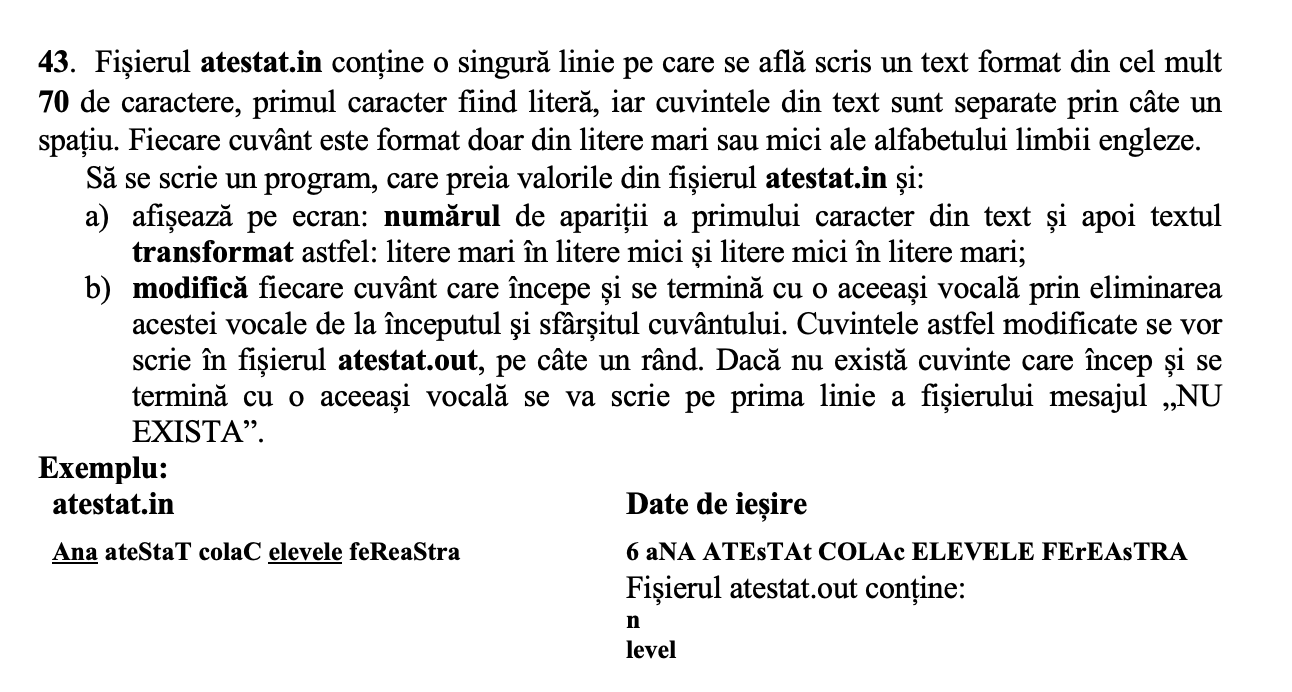 43. Fișierul atestat.in conține o singură linie pe care se află scris un text format din cel mult
70 de caractere, primul caracter fiind literă, iar cuvintele din text sunt separate prin câte un
spațiu. Fiecare cuvânt este format doar din litere mari sau mici ale alfabetului limbii engleze.
Să se scrie un program, care preia valorile din fișierul atestat.in și:
a) afișează pe ecran: numărul de apariții a primului caracter din text și apoi textul
transformat astfel: litere mari în litere mici și litere mici în litere mari;
b) modifică fiecare cuvânt care începe și se termină cu o aceeași vocală prin eliminarea
acestei vocale de la începutul şi sfârșitul cuvântului. Cuvintele astfel modificate se vor
scrie în fișierul atestat.out, pe câte un rând. Dacă nu există cuvinte care încep și se
termină cu o aceeași vocală se va scrie pe prima linie a fișierului mesajul „NU
EXISTA”.
Exemplu:
atestat.in Date de ieșire
Ana ateStaT colaC elevele feReaStra 6 aNA ATEsTAt COLAc ELEVELE FErEAsTRA
Fișierul atestat.out conține:
n
level